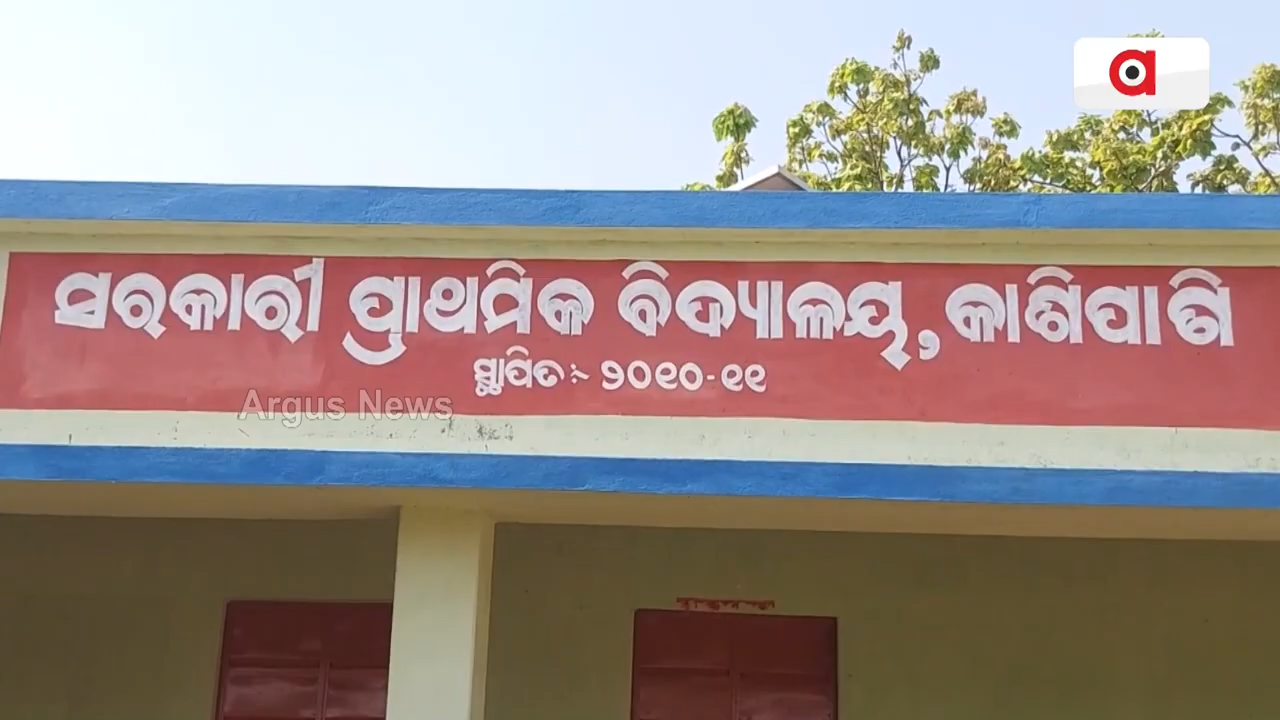 ସରକାରୀ ପ୍ରାଥମିକ ବିଦ୍ୟାଳୟ, କାଶିପାଗି
ସ୍ଥାପିତ :- ୨୦୧୦-୧୧
Argus News